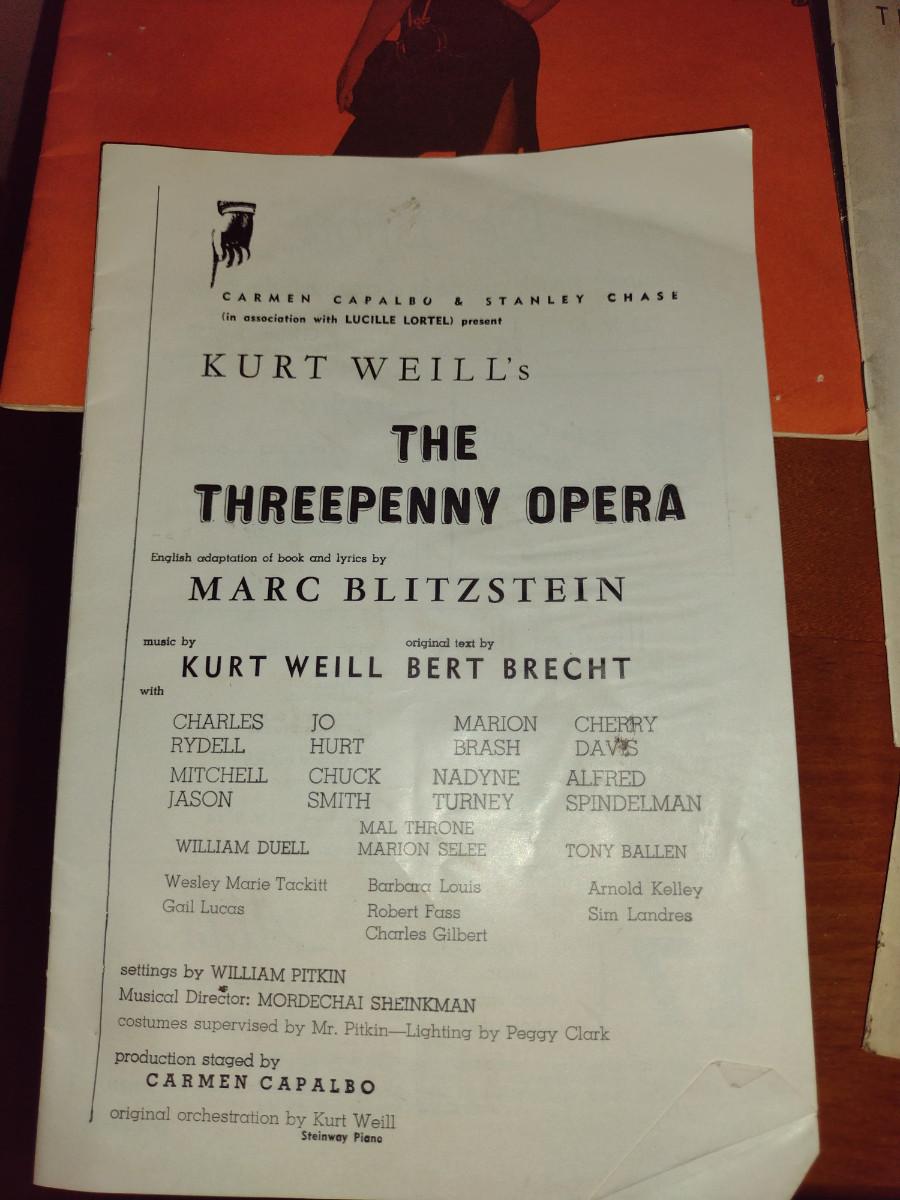 CARMEN CAPALBO & STANLEY CHASE
(in association with LUCILLE LORTEL) present
KURT WEILL's
THE
THREEPENNY OPERA
English adaptation of book and lyrics by
MARC BLITZSTEIN
music by original text by
KURT WEILL BERT BRECHT
with
CHARLES JO MARION CHERRY
RYDELL HURT BRASH DAVIS
MITCHELL CHUCK NADYNE ALFRED
JASON SMITH TURNEY SPINDELMAN
MAL THRONE
WILLIAM DUELL MARION SELEE TONY BALLEN
Wesley Marie Tackitt Barbara Louis Arnold Kelley
Gail Lucas Robert Fass Sim Landres
Charles Gilbert
settings by WILLIAM PITKIN
Musical Director: MORDECHAI SHEINKMAN
costumes supervised by Mr. Pitkin—Lighting by Peggy Clark
production staged by
CARMEN CAPALBO
original orchestration by Kurt Weill
Steinway Piano